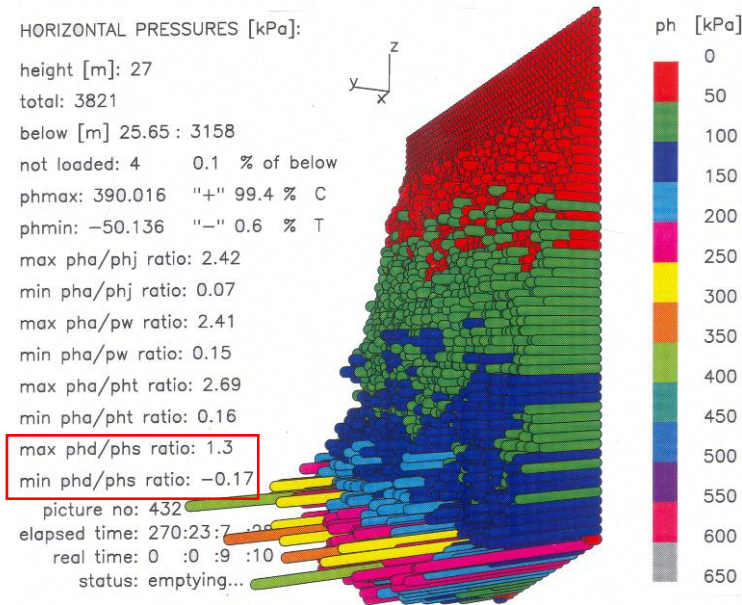 HORIZONTAL PRESSURES [kPa]:
height [m]: 27
total: 3821
below [m] 25.65 : 3158
not loaded: 4 0.1 % of below
phmax: 390.016 "+" 99.4 % C
phmin: -50.136 "-" 0.6 % T
max pha/phj ratio: 2.42
min pha/phj ratio: 0.07
max pha/pw ratio: 2.41
min pha/pw ratio: 0.15
max pha/pht ratio: 2.69
min pha/pht ratio: 0.16
max phd/phs ratio: 1.3
min phd/phs ratio: -0.17
picture no: 432
elapsed time: 270:23:7
real time: 0 :0 :9 :10
status: emptying...
z
y
x
ph [kPa]
0
50
100
150
200
250
300
350
400
450
500
550
600
650